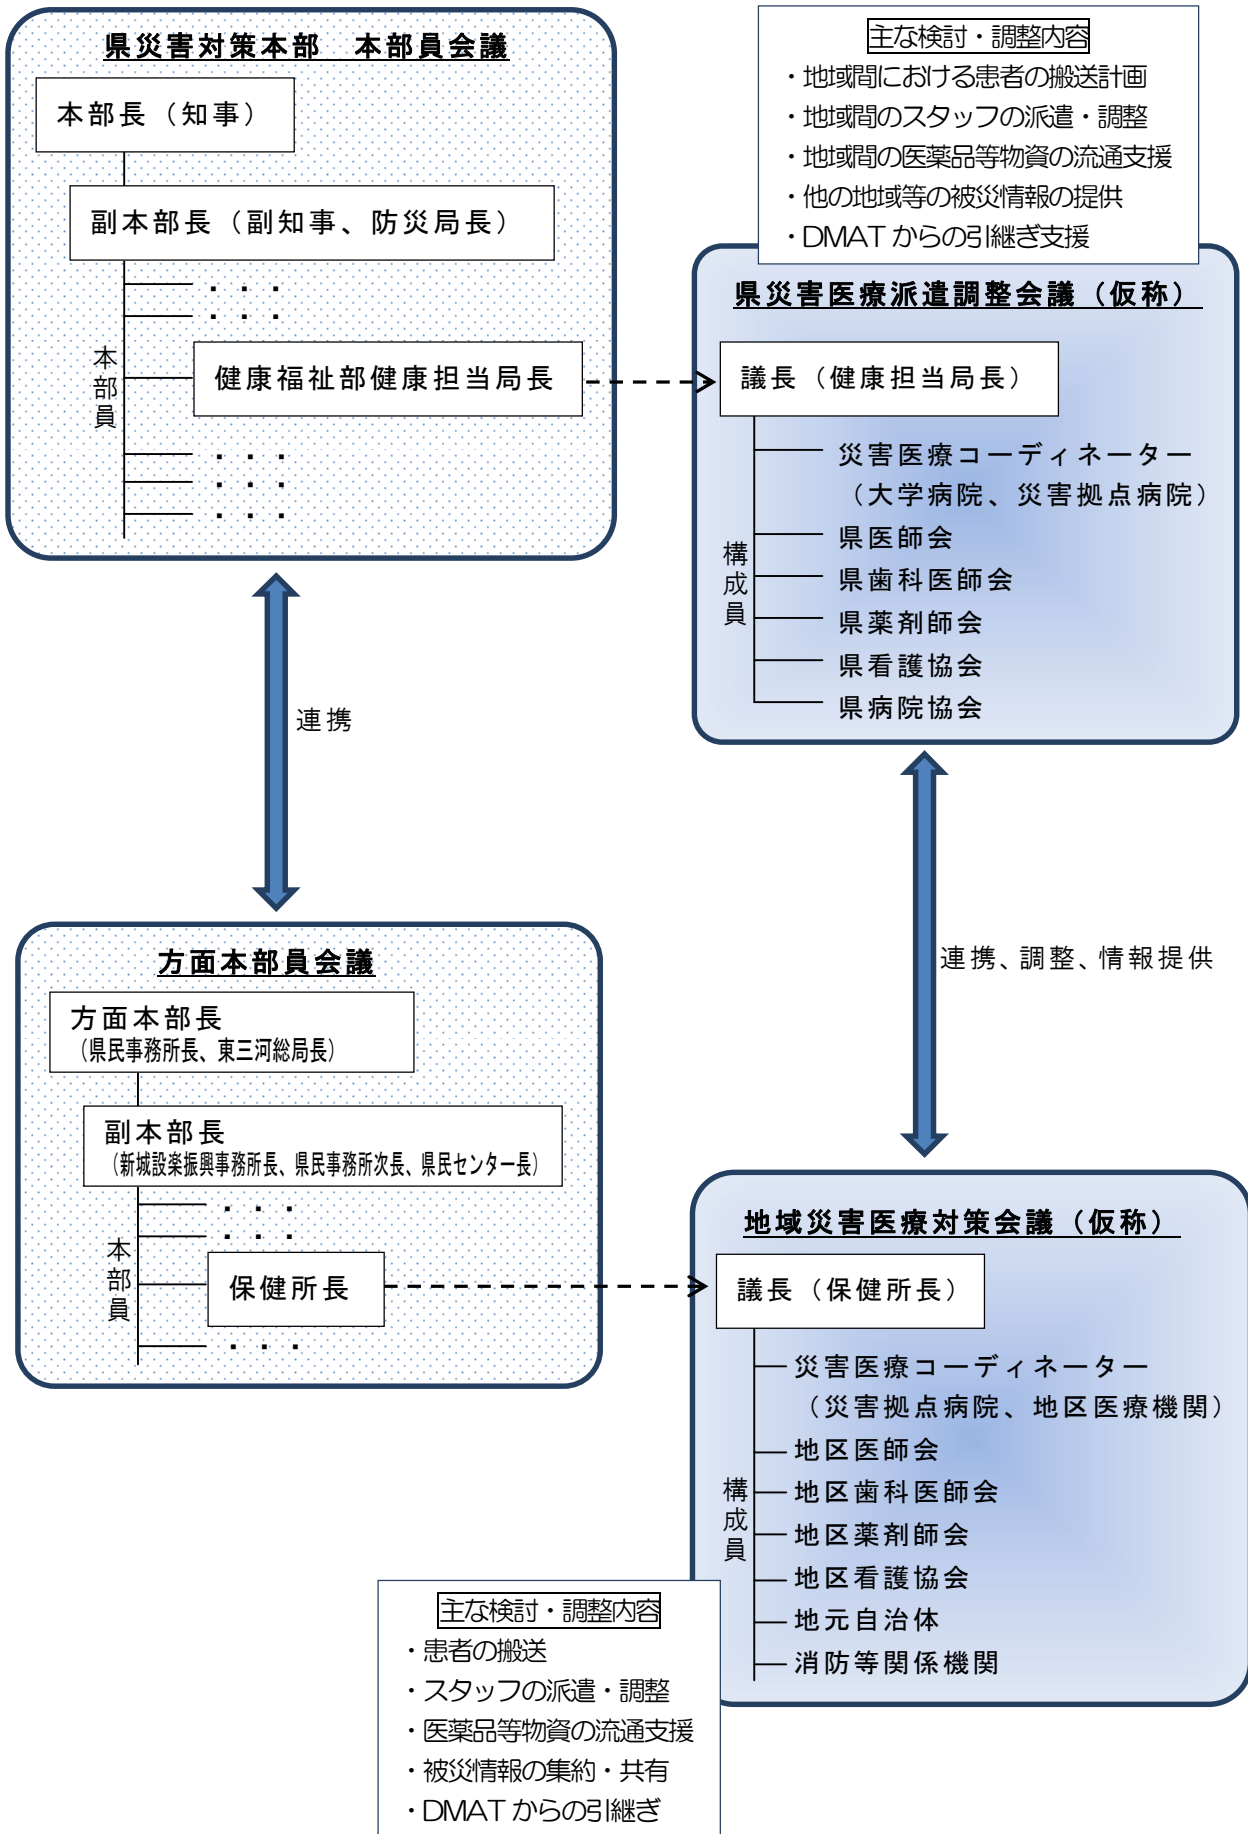 県災害対策本部　本部員会議
本部長（知事）
副本部長（副知事、防災局長）
・・・
・・・
本部員
健康福祉部健康担当局長
・・・
・・・
・・・
主な検討・調整内容
・地域間における患者の搬送計画
・地域間のスタッフの派遣・調整
・地域間の医薬品等物資の流通支援
・他の地域等の被災情報の提供
・DMAT からの引継ぎ支援
県災害医療派遣調整会議（仮称）
議長（健康担当局長）
構成員
災害医療コーディネーター
（大学病院、災害拠点病院）
県医師会
県歯科医師会
県薬剤師会
県看護協会
県病院協会
連携
連携、調整、情報提供
方面本部員会議
方面本部長
（県民事務所長、東三河総局長）
副本部長
（新城設楽振興事務所長、県民事務所次長、県民センター長）
・・・
・・・
本部員
保健所長
・・・
地域災害医療対策会議（仮称）
議長（保健所長）
構成員
災害医療コーディネーター
（災害拠点病院、地区医療機関）
地区医師会
地区歯科医師会
地区薬剤師会
地区看護協会
地元自治体
消防等関係機関
主な検討・調整内容
・患者の搬送
・スタッフの派遣・調整
・医薬品等物資の流通支援
・被災情報の集約・共有
・DMAT からの引継ぎ